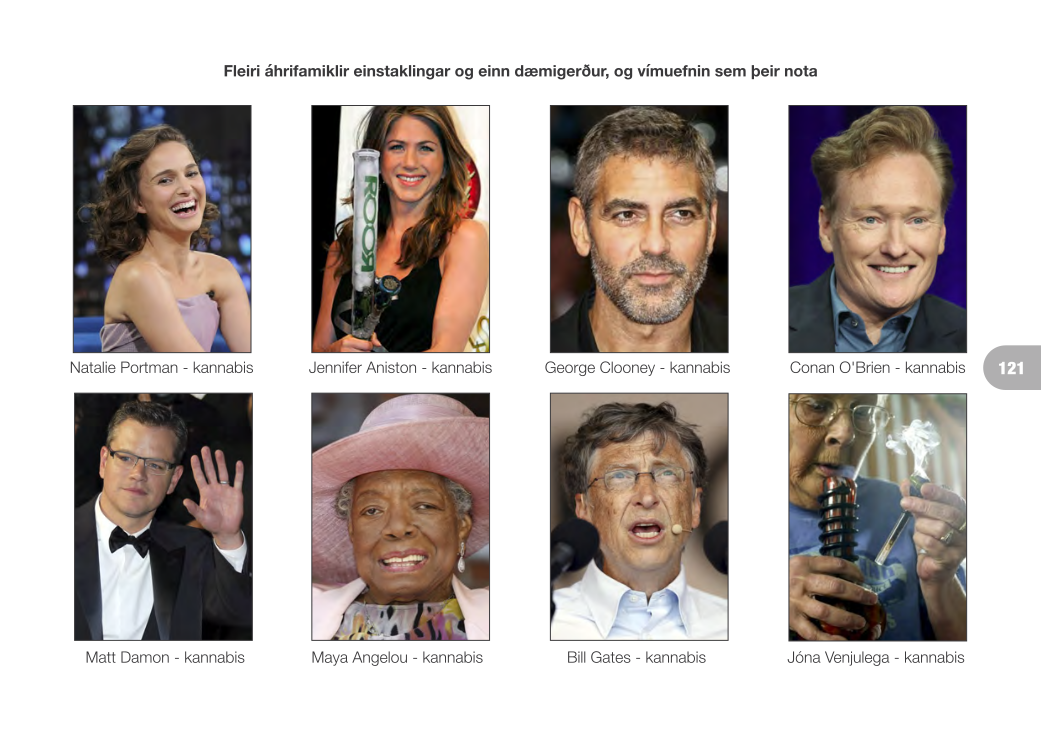 Fleiri áhrifamiklir einstaklingar og einn dæmigerður, og vímuefnin sem þeir nota
ROOR
Natalie Portman - kannabis
Jennifer Aniston - kannabis
George Clooney - kannabis
Conan O'Brien - kannabis
121
Matt Damon - kannabis
Maya Angelou - kannabis
Bill Gates - kannabis
Jóna Venjulega - kannabis